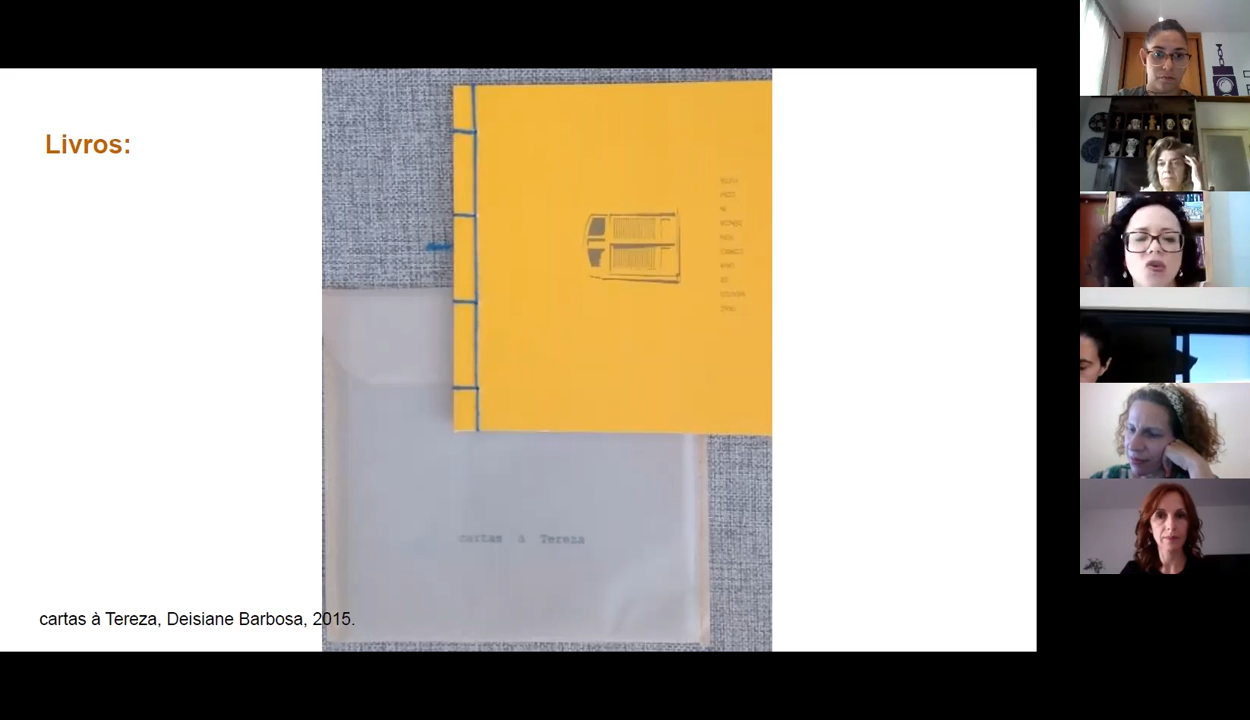 Livros:
cartas à Tereza
cartas à Tereza, Deisiane Barbosa, 2015.